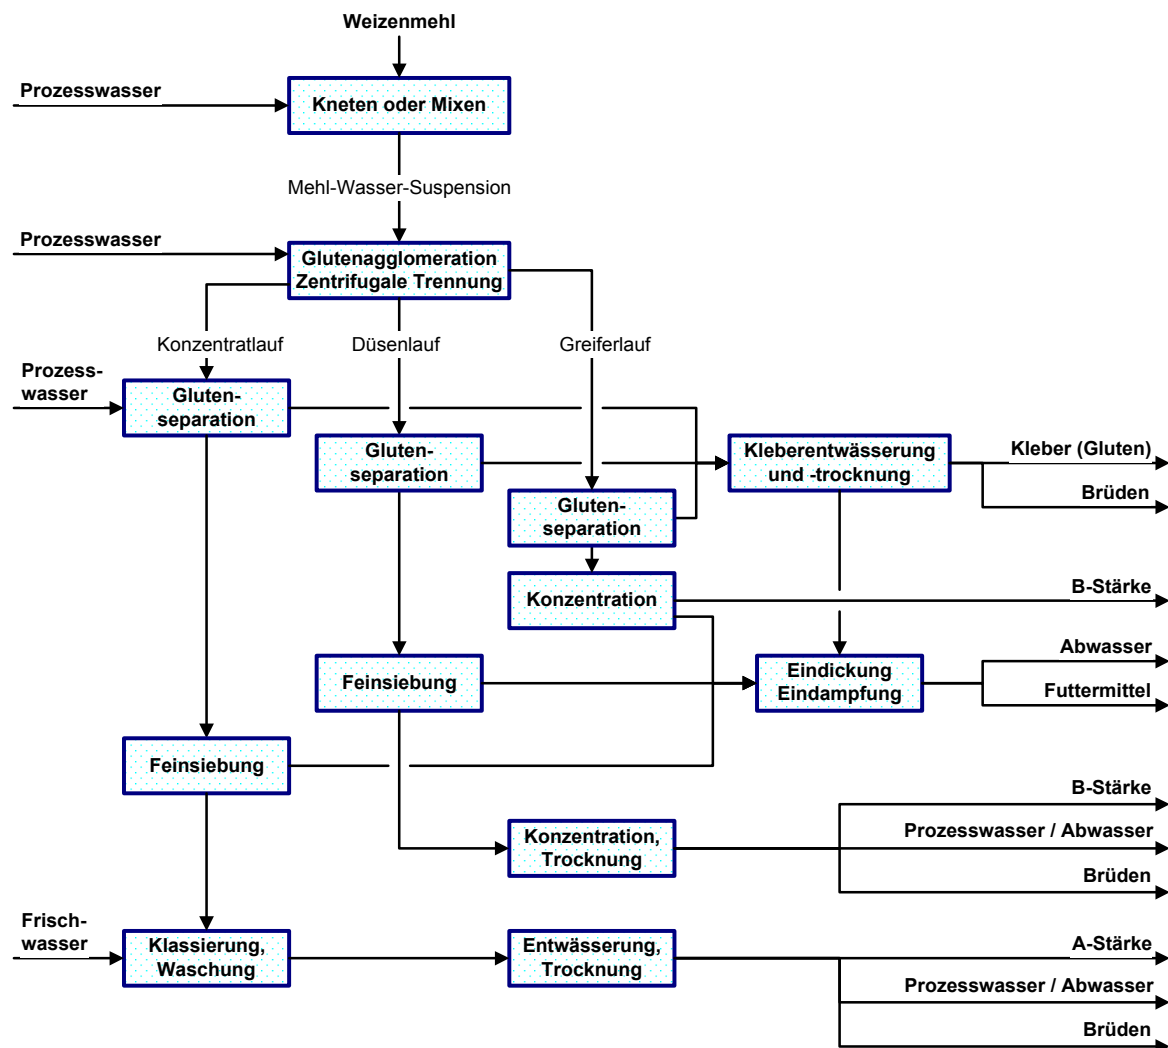 Weizenmehl
Prozesswasser
Kneten oder Mixen
Mehl-Wasser-Suspension
Prozesswasser
Glutenagglomeration
Zentrifugale Trennung
Konzentratlauf
Düsenlauf
Greiferlauf
Prozess-
wasser
Gluten-
separation
Gluten-
separation
Kleberentwässerung
und -trocknung
Kleber (Gluten)
Brüden
Gluten-
separation
Konzentration
B-Stärke
Feinsiebung
Eindickung
Eindampfung
Abwasser
Futtermittel
Feinsiebung
B-Stärke
Konzentration,
Trocknung
Prozesswasser / Abwasser
Brüden
Frisch-
wasser
Klassierung,
Waschung
Entwässerung,
Trocknung
A-Stärke
Prozesswasser / Abwasser
Brüden